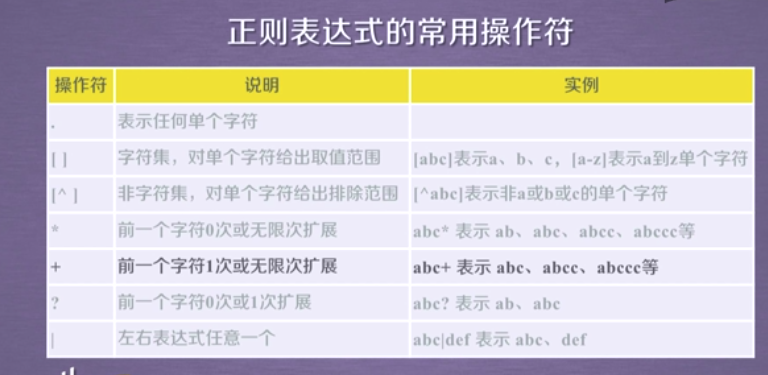 正则表达式的常用操作符
操作符 说明 实例
. 表示任何单个字符
[ ] 字符集，对单个字符给出取值范围 [abc]表示a、b、c，[a-z]表示a到z单个字符
[^ ] 非字符集，对单个字符给出排除范围 [^abc]表示非a或b或c的单个字符
* 前一个字符0次或无限次扩展 abc* 表示 ab、abc、abcc、abccc等
+ 前一个字符1次或无限次扩展 abc+ 表示 abc、abcc、abccc等
? 前一个字符0次或1次扩展 abc? 表示 ab、abc
| 左右表达式任意一个 abc|def 表示 abc、def